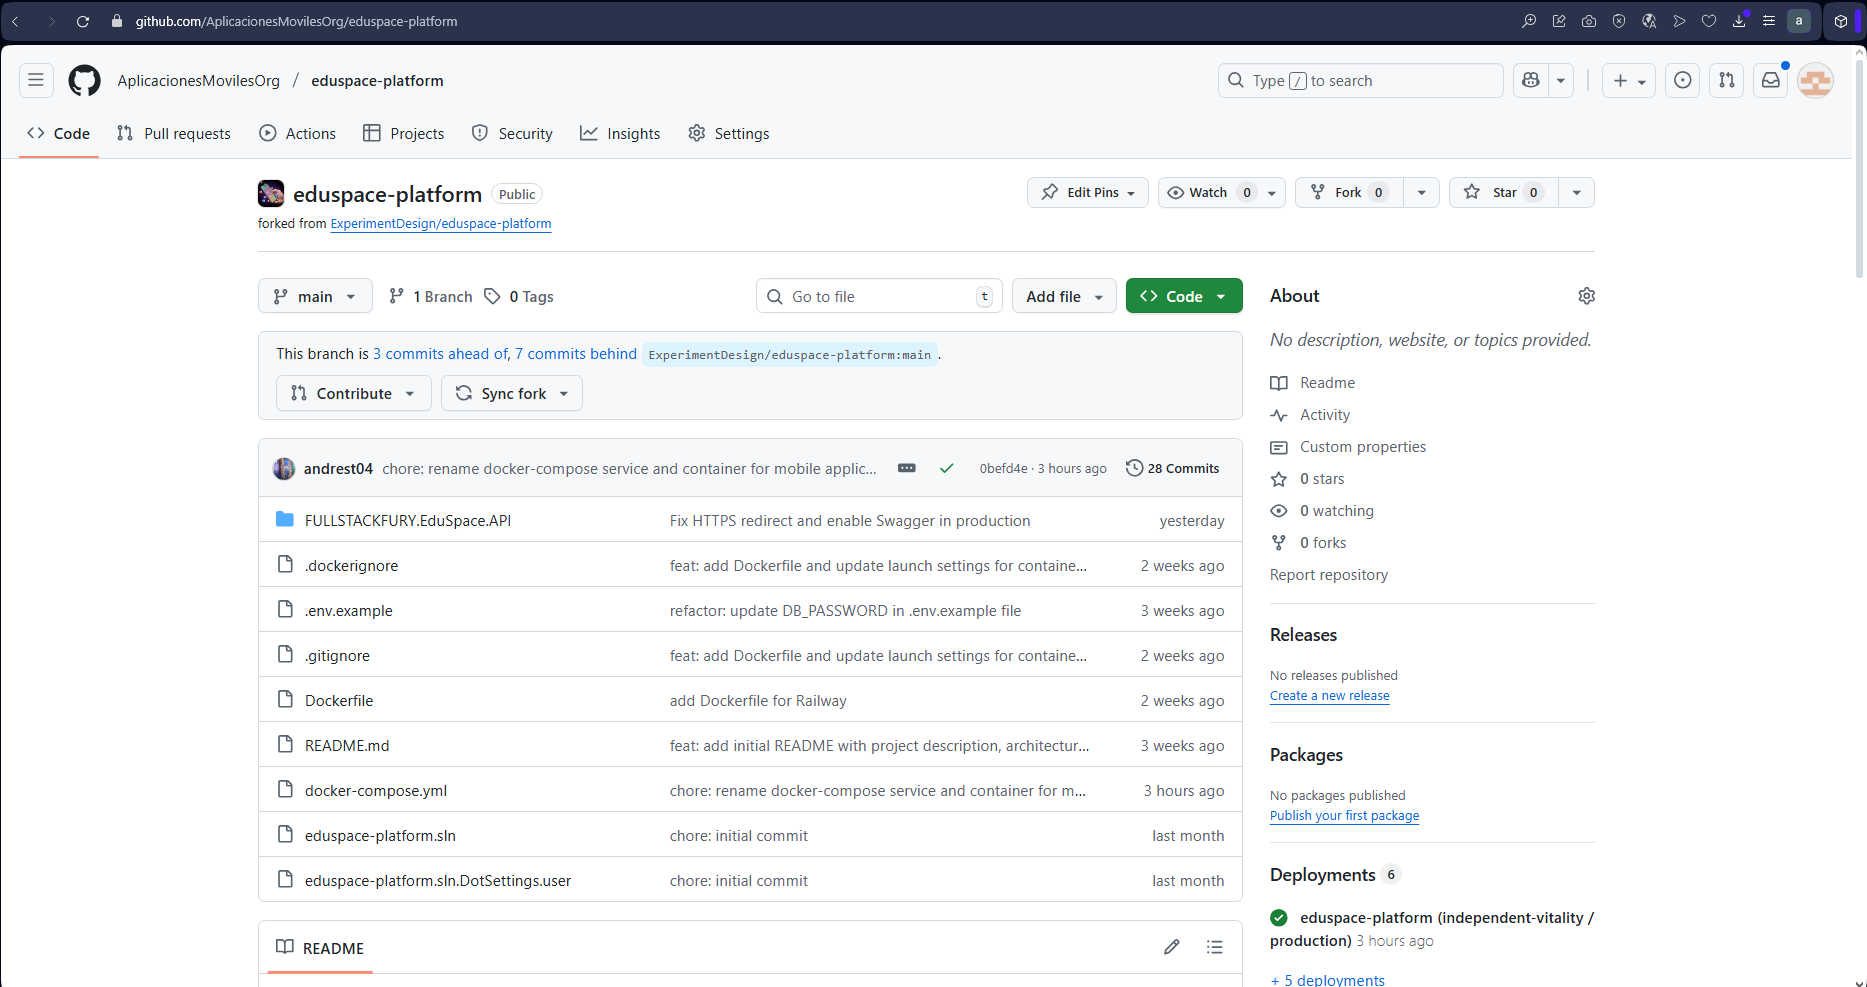 github.com/AplicacionesMovilesOrg/eduspace-platform
a
AplicacionesMovilesOrg / eduspace-platform
Type / to search
Code Pull requests Actions Projects Security Insights Settings
eduspace-platform Public
Edit Pins Watch 0 Fork 0 Star 0
forked from ExperimentDesign/eduspace-platform
main 1 Branch 0 Tags
Go to file t Add file Code
This branch is 3 commits ahead of, 7 commits behind ExperimentDesign/eduspace-platform:main .
Contribute Sync fork
andrest04 chore: rename docker-compose service and container for mobile applic... 0befd4e · 3 hours ago 28 Commits
FULLSTACKFURY.EduSpace.API Fix HTTPS redirect and enable Swagger in production yesterday
.dockerignore feat: add Dockerfile and update launch settings for containe... 2 weeks ago
.env.example refactor: update DB_PASSWORD in .env.example file 3 weeks ago
.gitignore feat: add Dockerfile and update launch settings for containe... 2 weeks ago
Dockerfile add Dockerfile for Railway 2 weeks ago
README.md feat: add initial README with project description, architectur... 3 weeks ago
docker-compose.yml chore: rename docker-compose service and container for m... 3 hours ago
eduspace-platform.sln chore: initial commit last month
eduspace-platform.sln.DotSettings.user chore: initial commit last month
README
About
No description, website, or topics provided.
Readme
Activity
Custom properties
0 stars
0 watching
0 forks
Report repository
Releases
No releases published
Create a new release
Packages
No packages published
Publish your first package
Deployments 6
eduspace-platform (independent-vitality /
production) 3 hours ago
+ 5 deployments